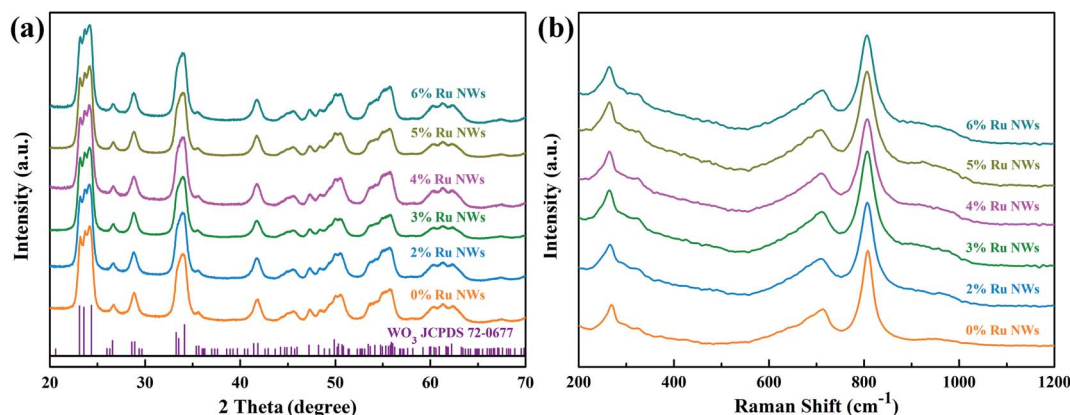 (a)
6% Ru NWs
5% Ru NWs
4% Ru NWs
3% Ru NWs
2% Ru NWs
0% Ru NWs
WO₃ JCPDS 72-0677
Intensity (a.u.)
20 30 40 50 60 70
2 Theta (degree)
(b)
6% Ru NWs
5% Ru NWs
4% Ru NWs
3% Ru NWs
2% Ru NWs
0% Ru NWs
Intensity (a.u.)
200 400 600 800 1000 1200
Raman Shift (cm⁻¹)